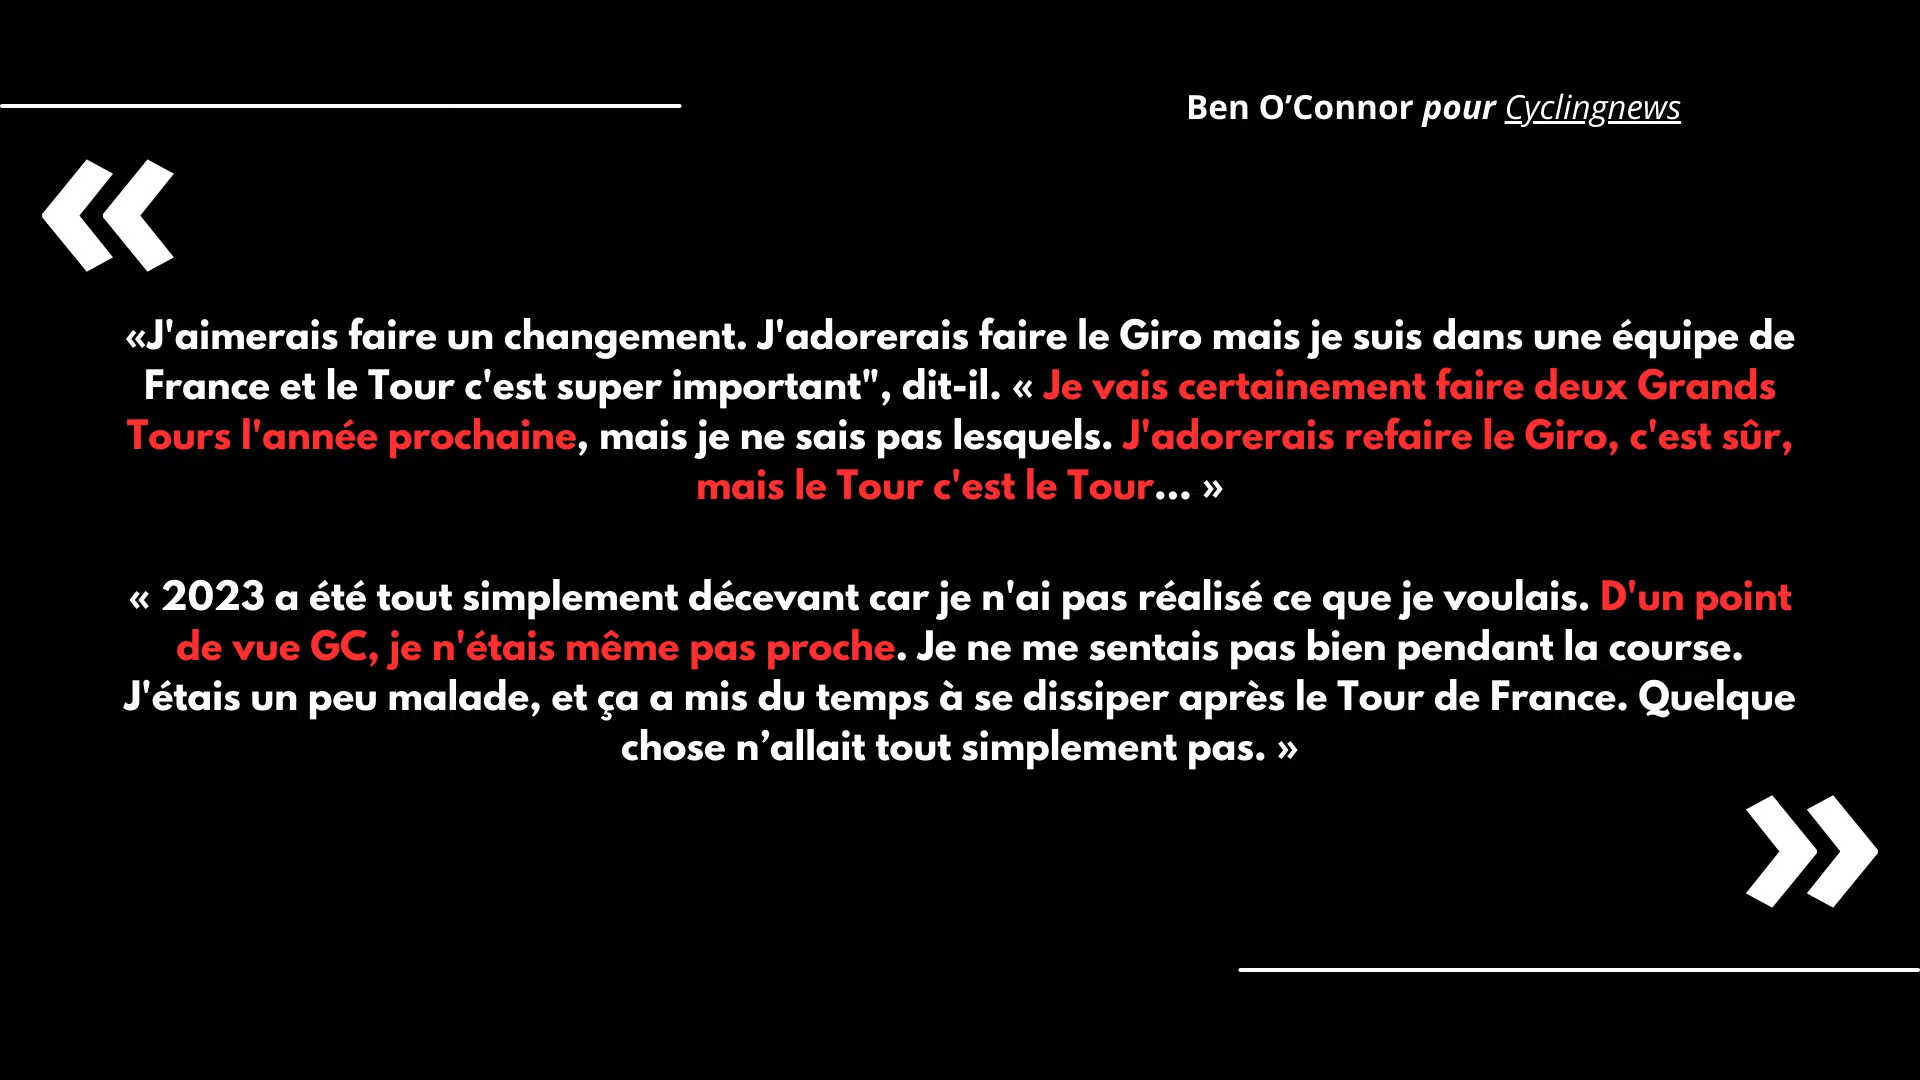 Ben O’Connor pour Cyclingnews
«
«J'aimerais faire un changement. J'adorerais faire le Giro mais je suis dans une équipe de
France et le Tour c'est super important", dit-il. « Je vais certainement faire deux Grands
Tours l'année prochaine, mais je ne sais pas lesquels. J'adorerais refaire le Giro, c'est sûr,
mais le Tour c'est le Tour... »
« 2023 a été tout simplement décevant car je n'ai pas réalisé ce que je voulais. D'un point
de vue GC, je n'étais même pas proche. Je ne me sentais pas bien pendant la course.
J'étais un peu malade, et ça a mis du temps à se dissiper après le Tour de France. Quelque
chose n’allait tout simplement pas. »
»